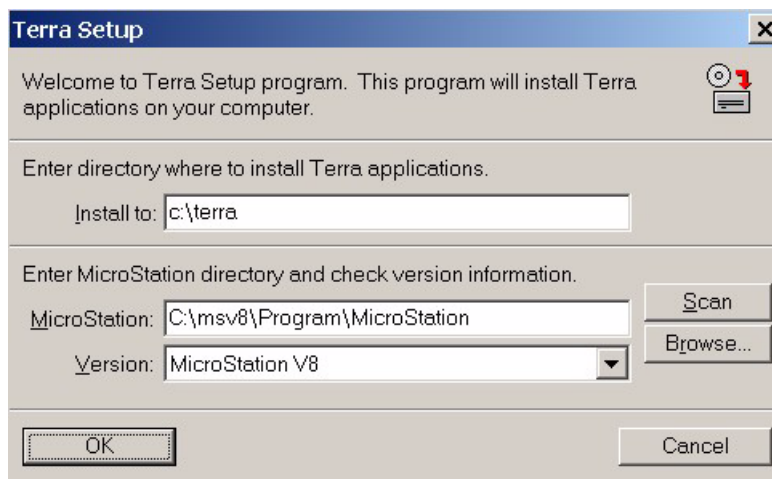 Terra Setup
Welcome to Terra Setup program. This program will install Terra
applications on your computer.
Enter directory where to install Terra applications.
Install to: c:\terra
Enter MicroStation directory and check version information.
Scan
MicroStation: C:\msv8\Program\MicroStation
Browse...
Version: MicroStation V8
OK Cancel